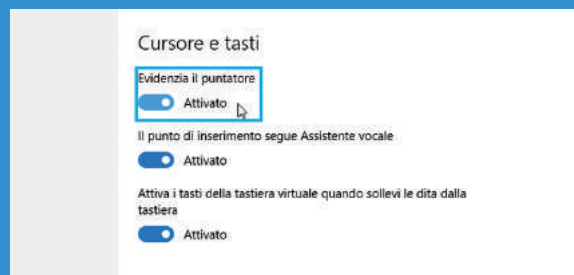 Cursore e tasti
Evidenzia il puntatore
Attivato
Il punto di inserimento segue Assistente vocale
Attivato
Attiva i tasti della tastiera virtuale quando sollevi le dita dalla
tastiera
Attivato